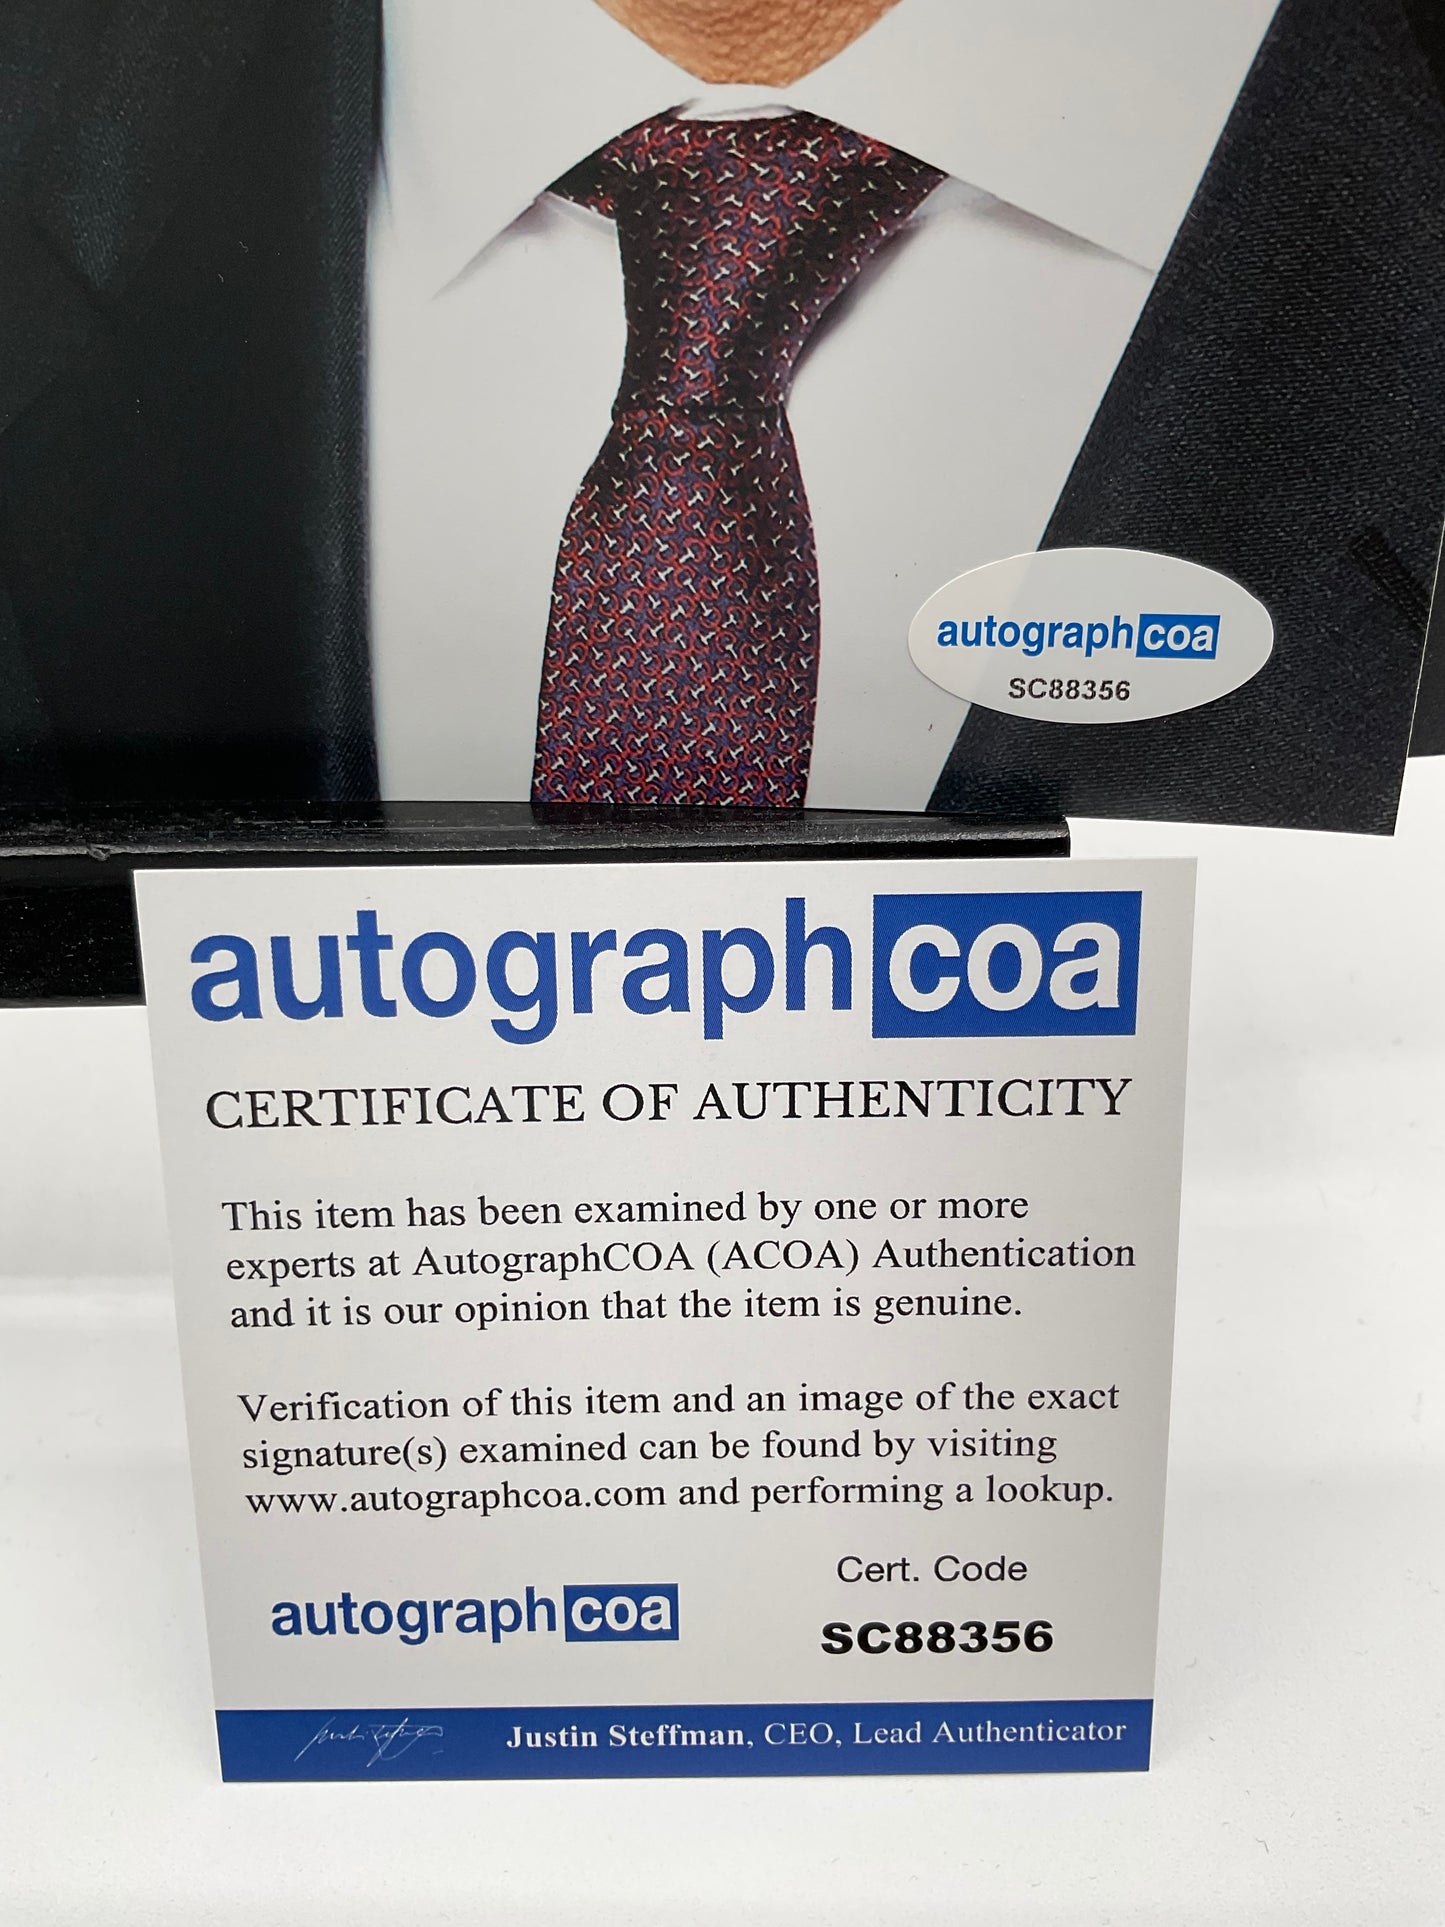 autographcoa
SC88356
autographcoa
CERTIFICATE OF AUTHENTICITY
This item has been examined by one or more
experts at AutographCOA (ACOA) Authentication
and it is our opinion that the item is genuine.
Verification of this item and an image of the exact
signature(s) examined can be found by visiting
www.autographcoa.com and performing a lookup.
autographcoa
Cert. Code
SC88356
Justin Steffman, CEO, Lead Authenticator